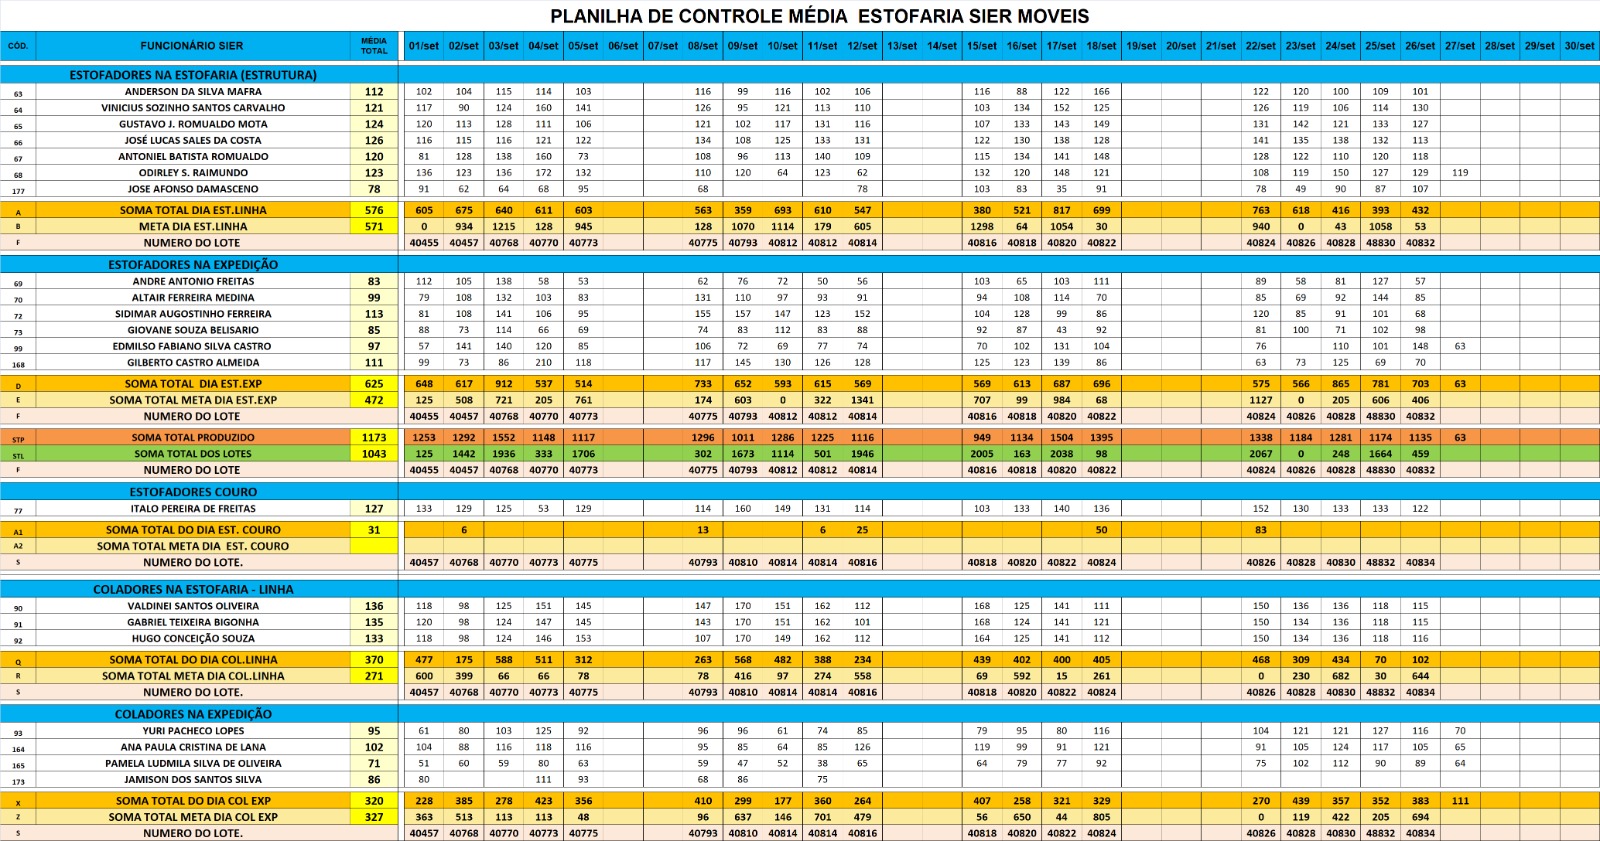 PLANILHA DE CONTROLE MÉDIA ESTOFARIA SIER MOVEIS
CÓD. FUNCIONÁRIO SIER MÉDIA TOTAL 01/set 02/set 03/set 04/set 05/set 06/set 07/set 08/set 09/set 10/set 11/set 12/set 13/set 14/set 15/set 16/set 17/set 18/set 19/set 20/set 21/set 22/set 23/set 24/set 25/set 26/set 27/set 28/set 29/set 30/set
ESTOFADORES NA ESTOFARIA (ESTRUTURA)
63 ANDERSON DA SILVA MAFRA 112 102 104 115 114 103 116 99 116 102 106 116 88 122 166 122 120 100 109 101
64 VINICIUS SOZINHO SANTOS CARVALHO 121 117 90 124 160 141 126 95 121 113 110 103 134 152 125 126 119 106 114 130
65 GUSTAVO J. ROMUALDO MOTA 124 120 113 128 111 106 121 102 117 131 116 107 133 143 149 131 142 121 133 127
66 JOSÉ LUCAS SALES DA COSTA 126 116 115 116 121 122 134 108 125 133 131 122 130 138 128 141 135 138 132 113
67 ANTONIEL BATISTA ROMUALDO 120 81 128 138 160 73 108 96 113 140 109 115 134 141 148 128 122 110 120 118
68 ODIRLEY S. RAIMUNDO 123 136 123 136 172 132 110 120 64 123 62 132 120 148 121 108 119 150 127 129 119
177 JOSE AFONSO DAMASCENO 78 91 62 64 68 95 68 78 103 83 35 91 78 49 90 87 107
A SOMA TOTAL DIA EST.LINHA 576 605 675 640 611 603 563 359 693 610 547 380 521 817 699 763 618 416 393 432
B META DIA EST.LINHA 571 0 934 1215 128 945 128 1070 1114 179 605 1298 64 1054 30 940 0 43 1058 53
F NUMERO DO LOTE 40455 40457 40768 40770 40773 40775 40793 40812 40812 40814 40816 40818 40820 40822 40824 40826 40828 48830 40832
ESTOFADORES NA EXPEDIÇÃO
69 ANDRE ANTONIO FREITAS 83 112 105 138 58 53 62 76 72 50 56 103 65 103 111 89 58 81 127 57
70 ALTAIR FERREIRA MEDINA 99 79 108 132 103 83 131 110 97 93 91 94 108 114 70 85 69 92 144 85
72 SIDIMAR AUGOSTINHO FERREIRA 113 81 108 141 106 95 155 157 147 123 152 104 128 99 86 120 85 91 101 68
73 GIOVANE SOUZA BELISARIO 85 88 73 114 66 69 74 83 112 83 88 92 87 43 92 81 100 71 102 98
99 EDMILSO FABIANO SILVA CASTRO 97 57 141 140 120 85 106 72 69 77 74 70 102 131 104 76 110 101 148 63
168 GILBERTO CASTRO ALMEIDA 111 99 73 86 210 118 117 145 130 126 128 125 123 139 86 63 73 125 69 70
D SOMA TOTAL DIA EST.EXP 625 648 617 912 537 514 733 652 593 615 569 569 613 687 696 575 566 865 781 703 63
E SOMA TOTAL META DIA EST.EXP 472 125 508 721 205 761 174 603 0 322 1341 707 99 984 68 1127 0 205 606 406
F NUMERO DO LOTE 40455 40457 40768 40770 40773 40775 40793 40812 40812 40814 40816 40818 40820 40822 40824 40826 40828 48830 40832
STP SOMA TOTAL PRODUZIDO 1173 1253 1292 1552 1148 1117 1296 1011 1286 1225 1116 949 1134 1504 1395 1338 1184 1281 1174 1135 63
STL SOMA TOTAL DOS LOTES 1043 125 1442 1936 333 1706 302 1673 1114 501 1946 2005 163 2038 98 2067 0 248 1664 459
F NUMERO DO LOTE 40455 40457 40768 40770 40773 40775 40793 40812 40812 40814 40816 40818 40820 40822 40824 40826 40828 48830 40832
ESTOFADORES COURO
77 ITALO PEREIRA DE FREITAS 127 133 129 125 53 129 114 160 149 131 114 103 133 140 136 152 130 133 133 122
A1 SOMA TOTAL DO DIA EST. COURO 31 6 13 6 25 50 83
A2 SOMA TOTAL META DIA EST. COURO
S NUMERO DO LOTE. 40457 40768 40770 40773 40775 40793 40810 40814 40814 40816 40818 40820 40822 40824 40826 40828 40830 48832 40834
COLADORES NA ESTOFARIA - LINHA
90 VALDINEI SANTOS OLIVEIRA 136 118 98 125 151 145 147 170 151 162 112 168 125 141 111 150 136 136 118 115
91 GABRIEL TEIXEIRA BIGONHA 135 120 98 124 147 145 143 170 151 162 101 168 124 141 121 150 134 136 118 115
92 HUGO CONCEIÇÃO SOUZA 133 118 98 124 146 153 107 170 149 162 112 164 125 141 112 150 134 136 118 116
Q SOMA TOTAL DO DIA COL.LINHA 370 477 175 588 511 312 263 568 482 388 234 439 402 400 405 468 309 434 70 102
R SOMA TOTAL META DIA COL.LINHA 271 600 399 66 66 78 78 416 97 274 558 69 592 15 261 0 230 682 30 644
S NUMERO DO LOTE. 40457 40768 40770 40773 40775 40793 40810 40814 40814 40816 40818 40820 40822 40824 40826 40828 40830 48832 40834
COLADORES NA EXPEDIÇÃO
93 YURI PACHECO LOPES 95 61 80 103 125 92 96 96 61 74 85 79 95 80 116 104 121 121 127 116 70
164 ANA PAULA CRISTINA DE LANA 102 104 88 116 118 116 95 85 64 85 126 119 99 91 121 91 105 124 117 105 65
165 PAMELA LUDMILA SILVA DE OLIVEIRA 71 51 60 59 80 63 59 47 52 38 65 64 79 77 92 75 102 112 90 89 64
173 JAMISON DOS SANTOS SILVA 86 80 111 93 68 86 75
X SOMA TOTAL DO DIA COL EXP 320 228 385 278 423 356 410 299 177 360 264 407 258 321 329 270 439 357 352 383 111
Z SOMA TOTAL META DIA COL EXP 327 363 513 113 113 48 96 637 146 701 479 56 650 44 805 0 119 422 205 694
S NUMERO DO LOTE. 40457 40768 40770 40773 40775 40793 40810 40814 40814 40816 40818 40820 40822 40824 40826 40828 40830 48832 40834